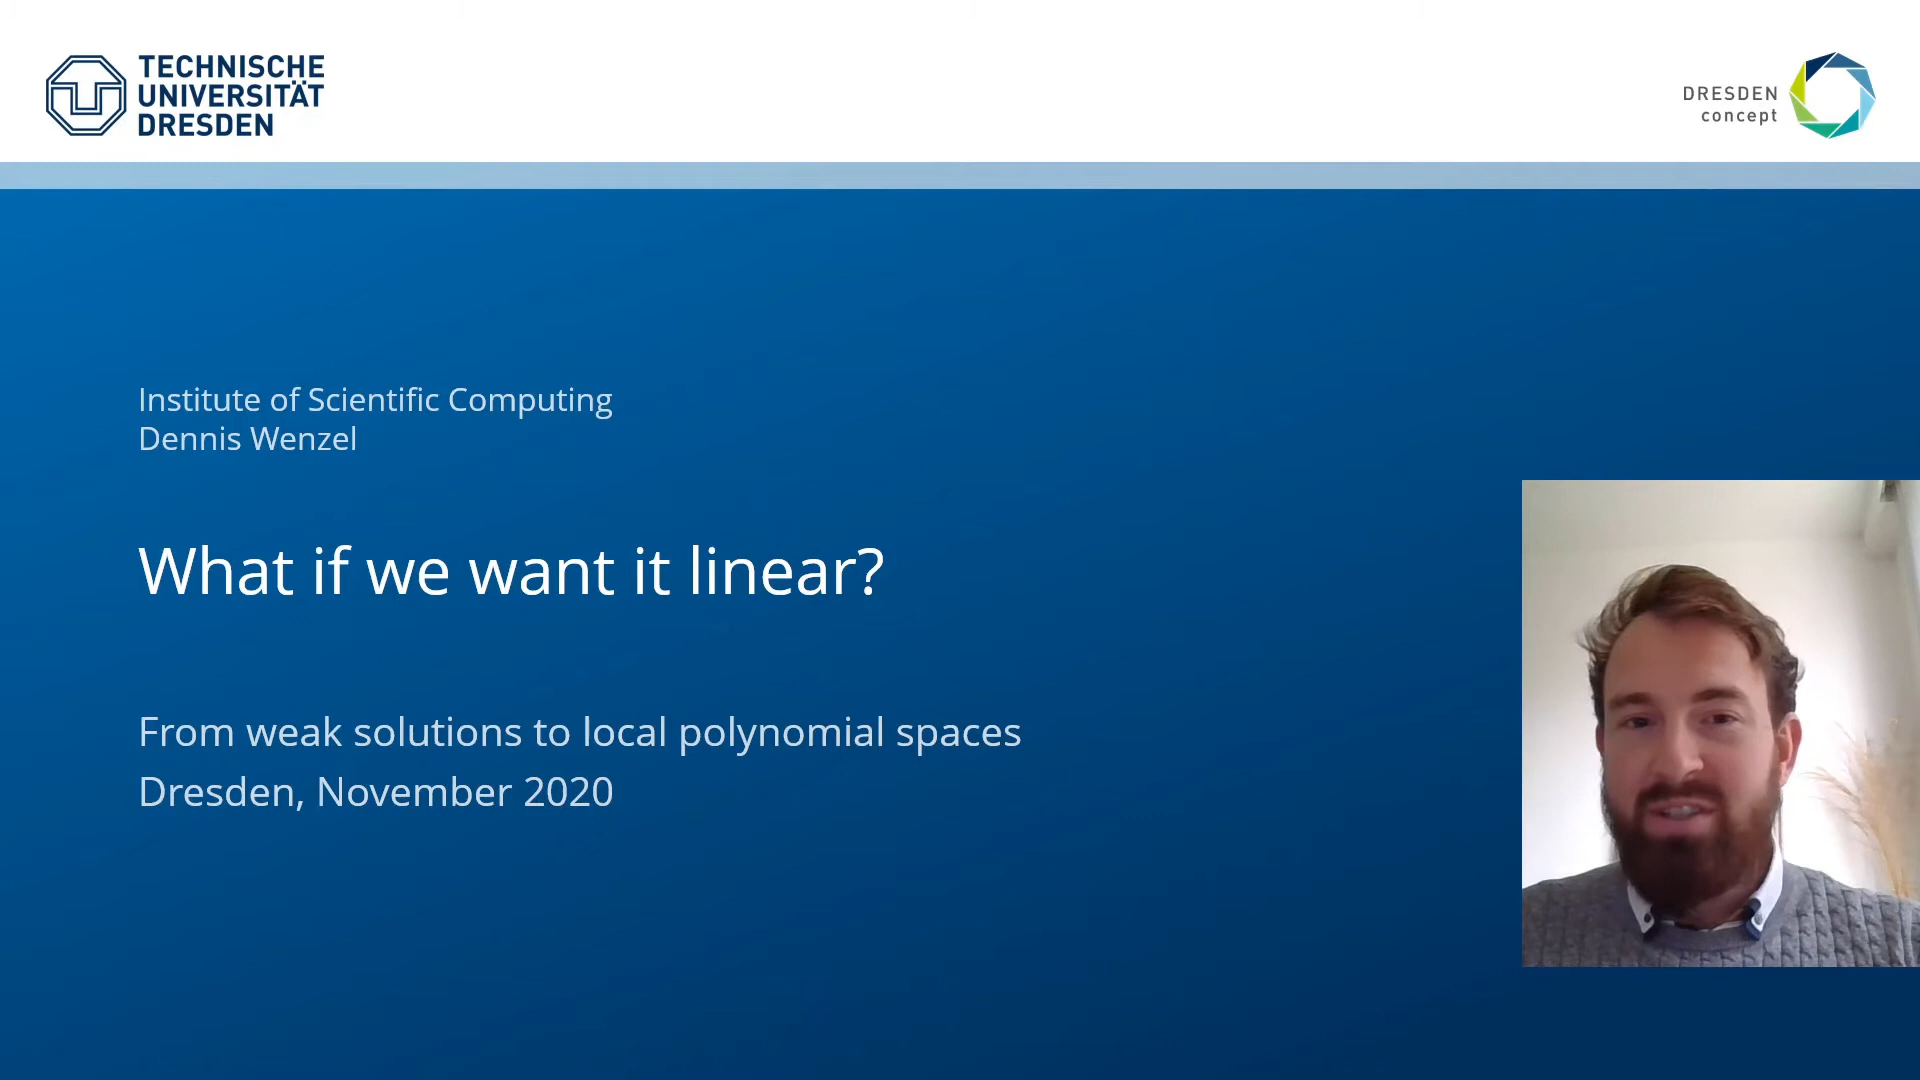 TECHNISCHE
UNIVERSITÄT
DRESDEN
DRESDEN
concept
Institute of Scientific Computing
Dennis Wenzel
What if we want it linear?
From weak solutions to local polynomial spaces
Dresden, November 2020